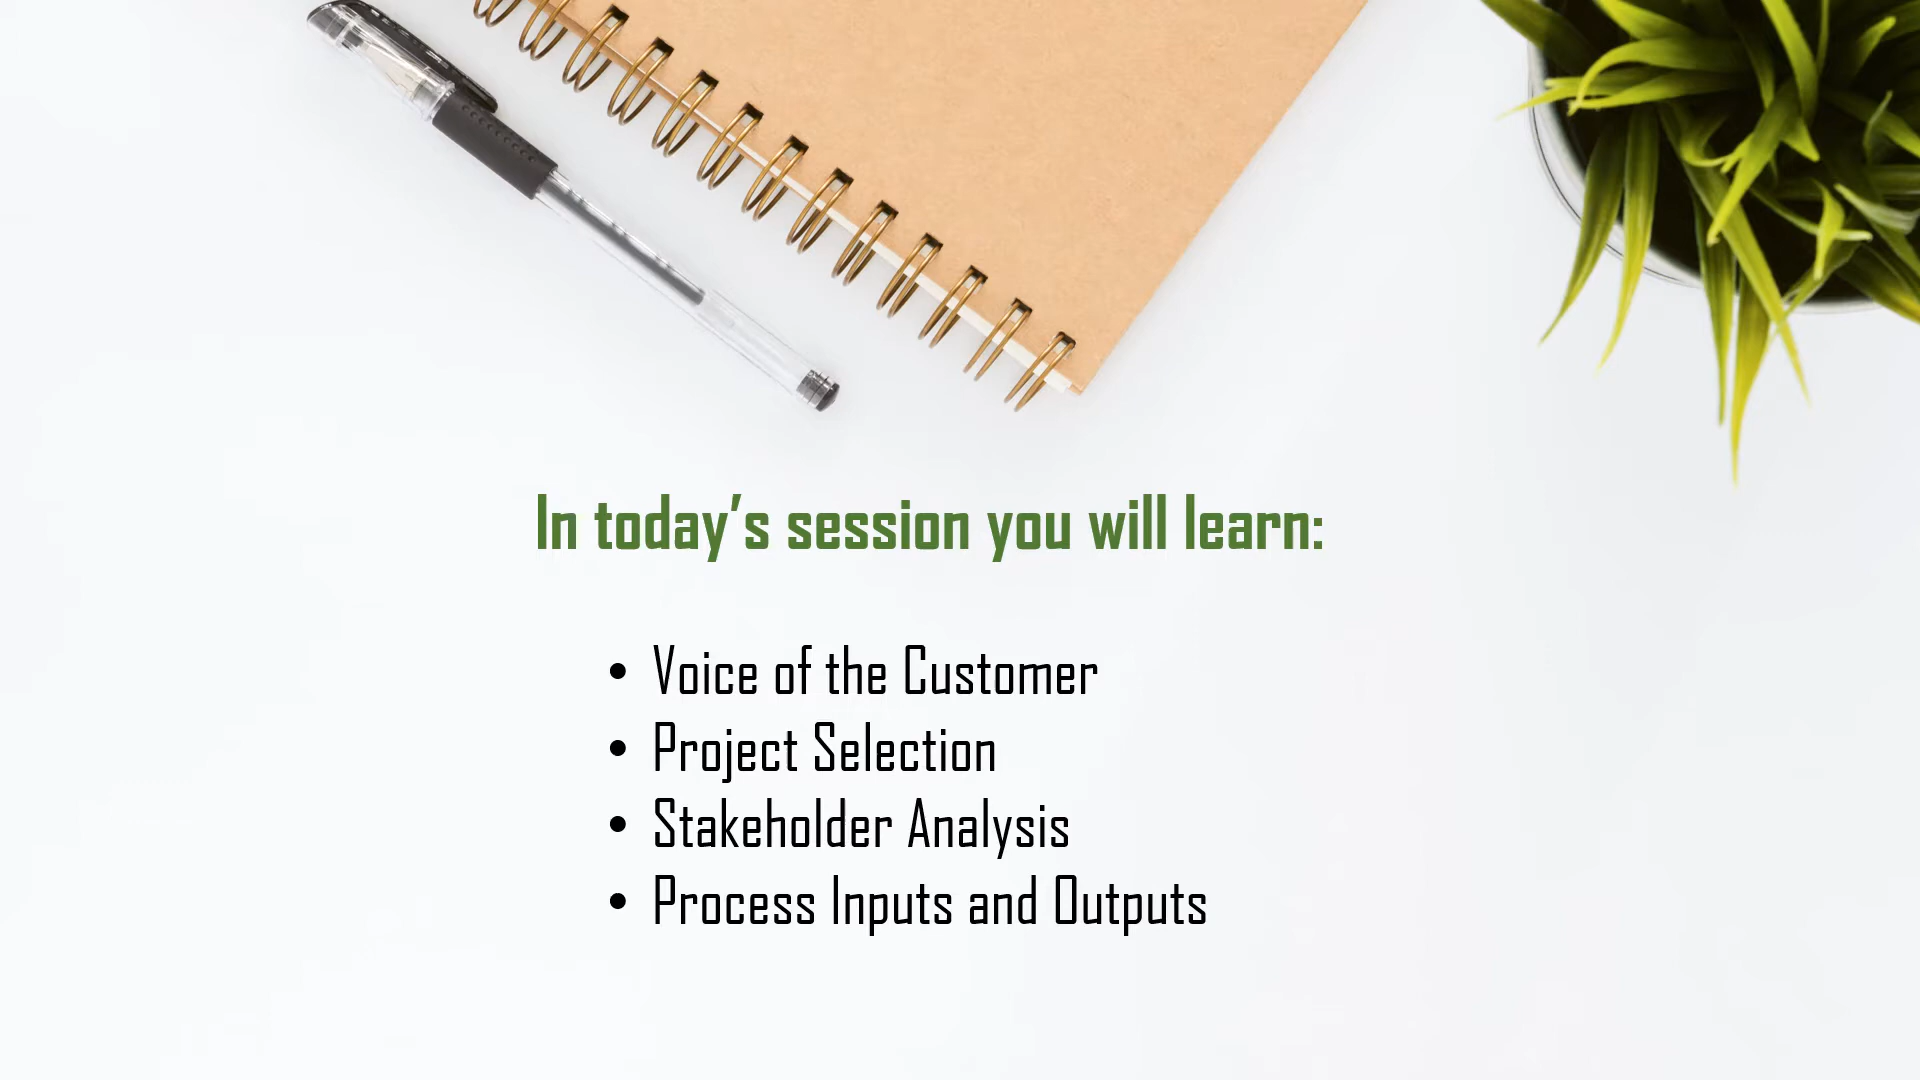 In today’s session you will learn:
• Voice of the Customer
• Project Selection
• Stakeholder Analysis
• Process Inputs and Outputs